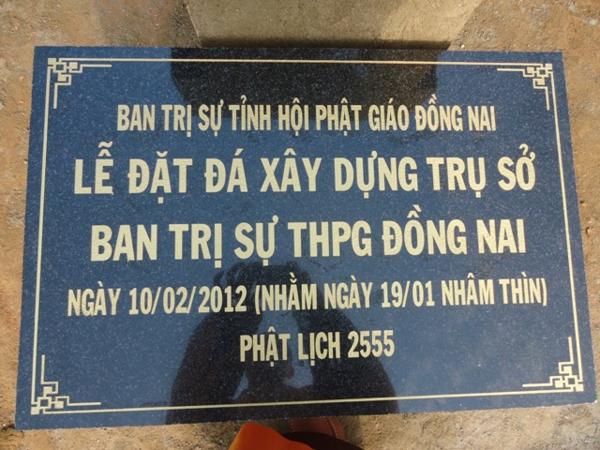 BAN TRỊ SỰ TỈNH HỘI PHẬT GIÁO ĐỒNG NAI
LỄ ĐẶT ĐÁ XÂY DỰNG TRỤ SỞ
BAN TRỊ SỰ THPG ĐỒNG NAI
NGÀY 10/02/2012 (NHẰM NGÀY 19/01 NHÂM THÌN)
PHẬT LỊCH 2555